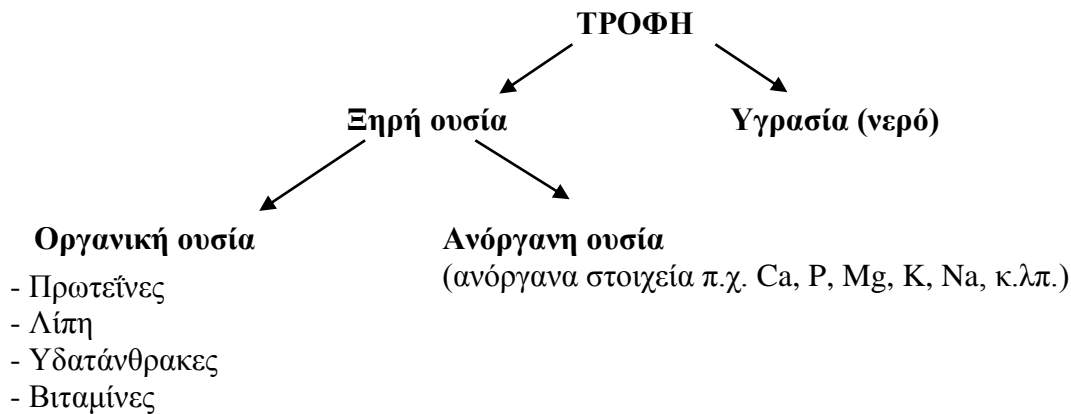 ΤΡΟΦΗ
Ξηρή ουσία Υγρασία (νερό)
Οργανική ουσία Ανόργανη ουσία
(ανόργανα στοιχεία π.χ. Ca, P, Mg, K, Na, κ.λπ.)
- Πρωτεΐνες
- Λίπη
- Υδατάνθρακες
- Βιταμίνες